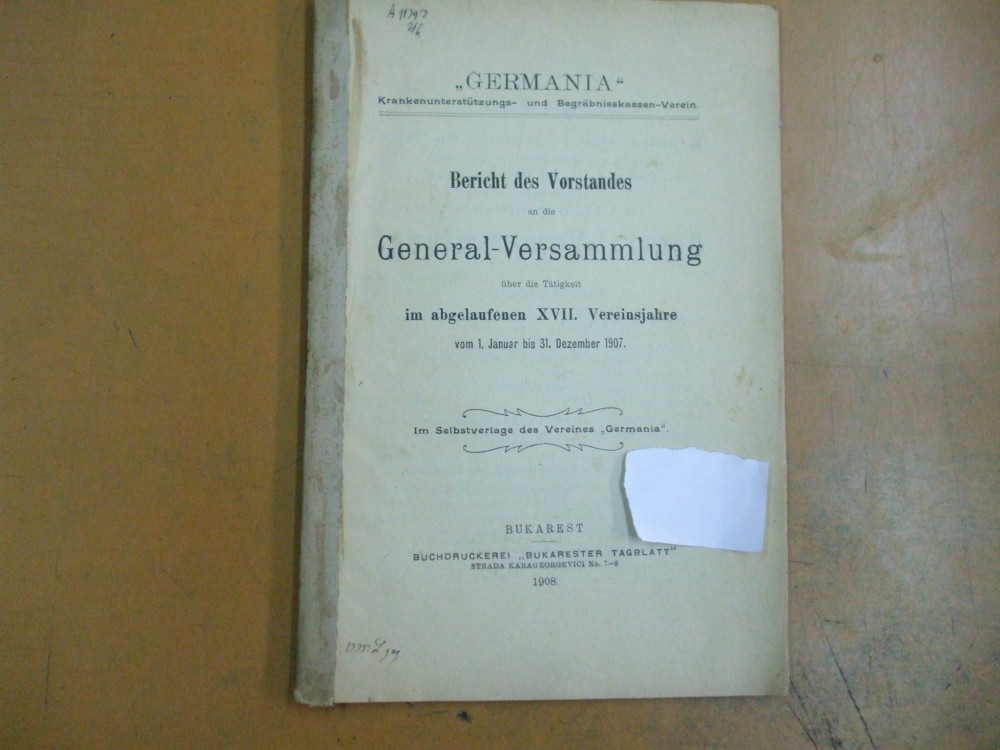 „GERMANIA“
Krankenunterstützungs- und Begräbnisskassen-Verein.
Bericht des Vorstandes
an die
General-Versammlung
über die Tätigkeit
im abgelaufenen XVII. Vereinsjahre
vom 1. Januar bis 31. Dezember 1907.
Im Selbstverlage des Vereines „Germania“.
BUKAREST
BUCHDRUCKEREI „BUKARESTER TAGBLATT“
STRADA KARAGEORGEVICI No. 7-8
1908.